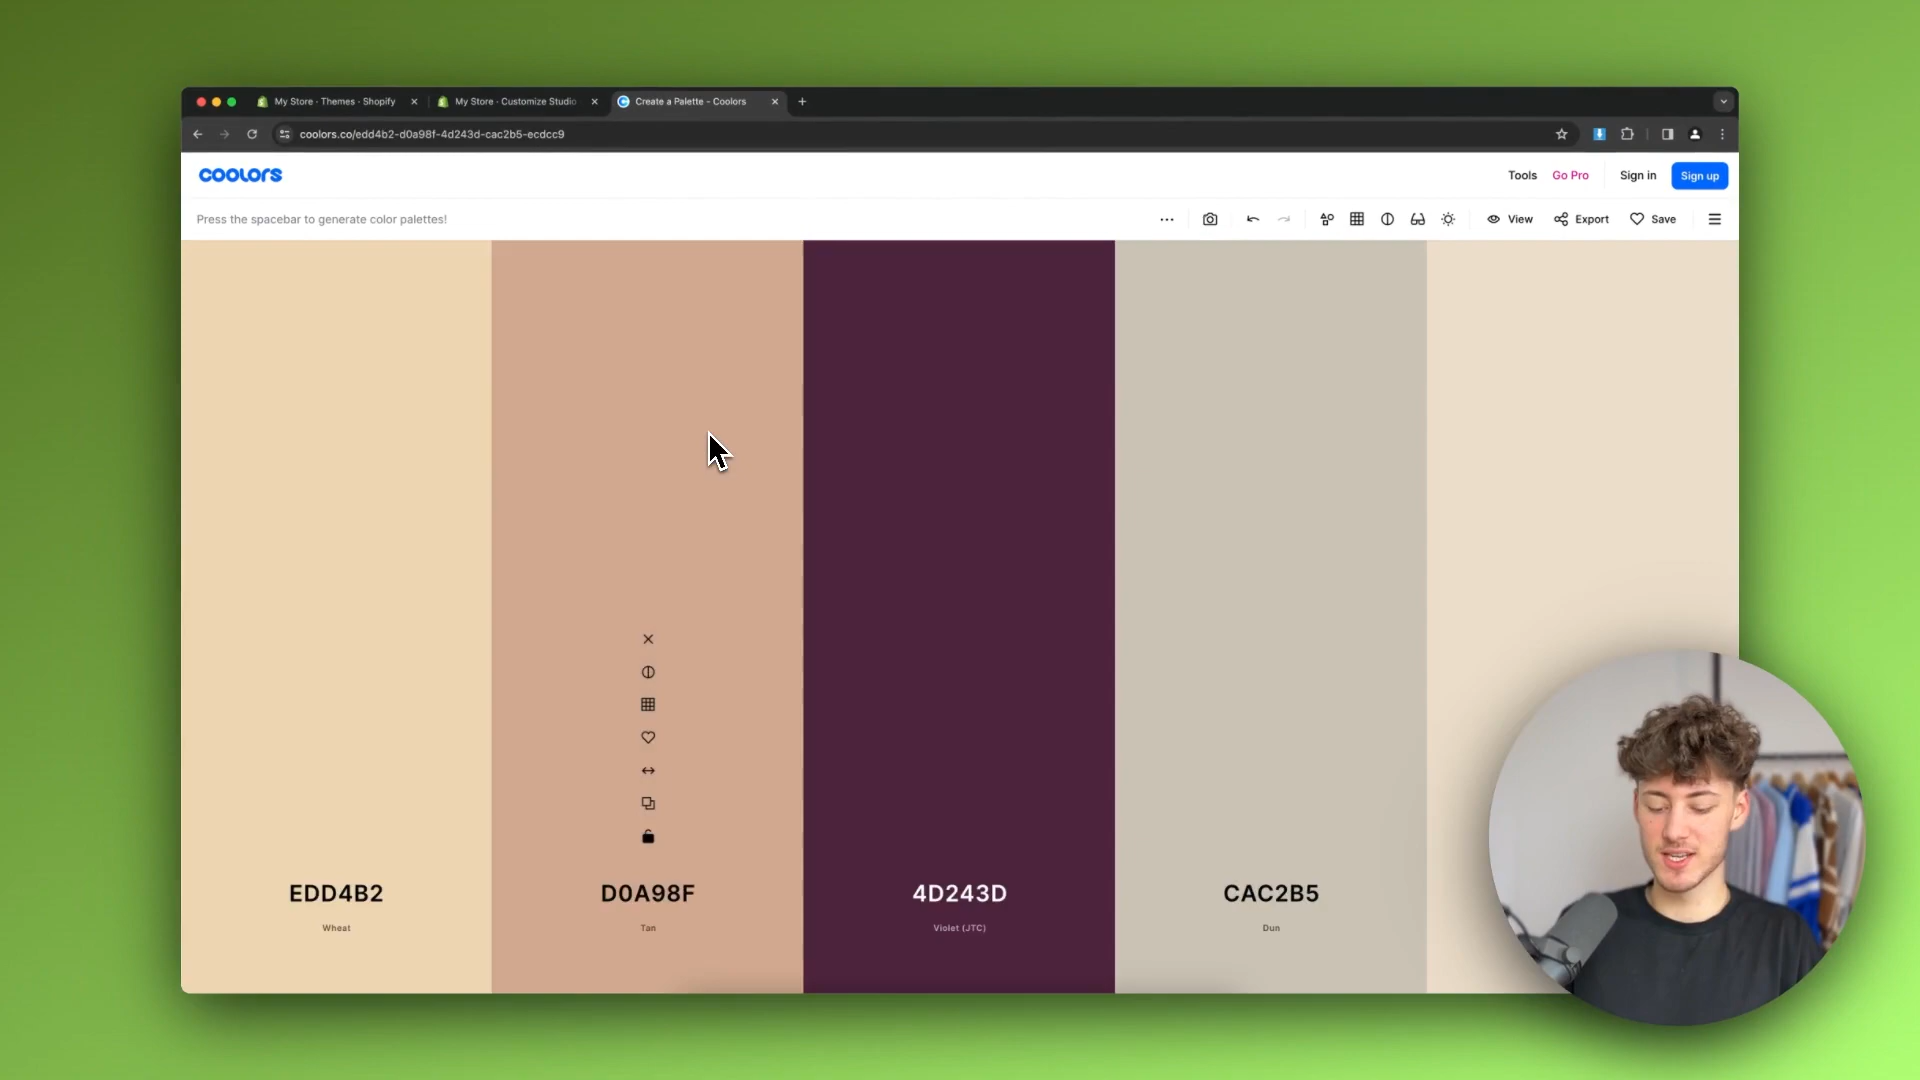 My Store · Themes · Shopify
My Store · Customize Studio
Create a Palette - Coolors
coolors.co/edd4b2-d0a98f-4d243d-cac2b5-ecdcc9
coolors
Tools
Go Pro
Sign in
Sign up
Press the spacebar to generate color palettes!
View
Export
Save
EDD4B2
D0A98F
4D243D
CAC2B5
Wheat
Tan
Violet (JTC)
Dun